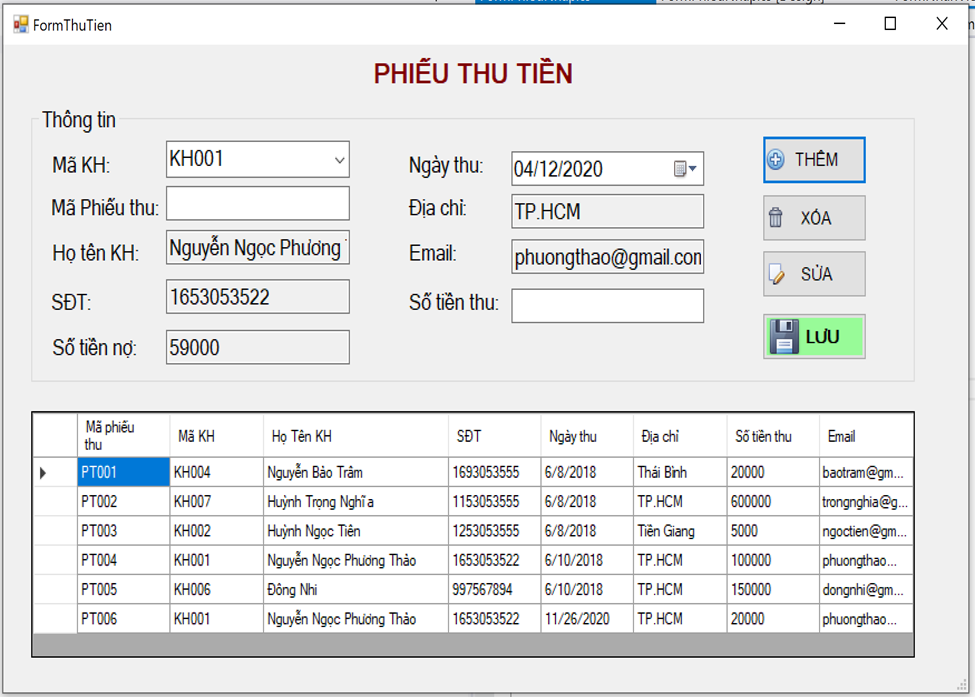 FormThuTien
PHIẾU THU TIỀN
Thông tin
Mã KH: KH001
Ngày thu: 04/12/2020
THÊM
Mã Phiếu thu:
Địa chỉ: TP.HCM
XÓA
Họ tên KH: Nguyễn Ngọc Phương
Email: phuongthao@gmail.com
SỬA
SĐT: 1653053522
Số tiền thu:
LƯU
Số tiền nợ: 59000
Mã phiếu thu Mã KH Họ Tên KH SĐT Ngày thu Địa chỉ Số tiền thu Email
PT001 KH004 Nguyễn Bảo Trâm 1693053555 6/8/2018 Thái Bình 20000 baotram@gm...
PT002 KH007 Huỳnh Trọng Nghĩa 1153053555 6/8/2018 TP.HCM 600000 trongnghia@g...
PT003 KH002 Huỳnh Ngọc Tiên 1253053555 6/8/2018 Tiền Giang 5000 ngoctien@gm...
PT004 KH001 Nguyễn Ngọc Phương Thảo 1653053522 6/10/2018 TP.HCM 100000 phuongthao...
PT005 KH006 Đông Nhi 997567894 6/10/2018 TP.HCM 150000 dongnhi@gm...
PT006 KH001 Nguyễn Ngọc Phương Thảo 1653053522 11/26/2020 TP.HCM 20000 phuongthao...